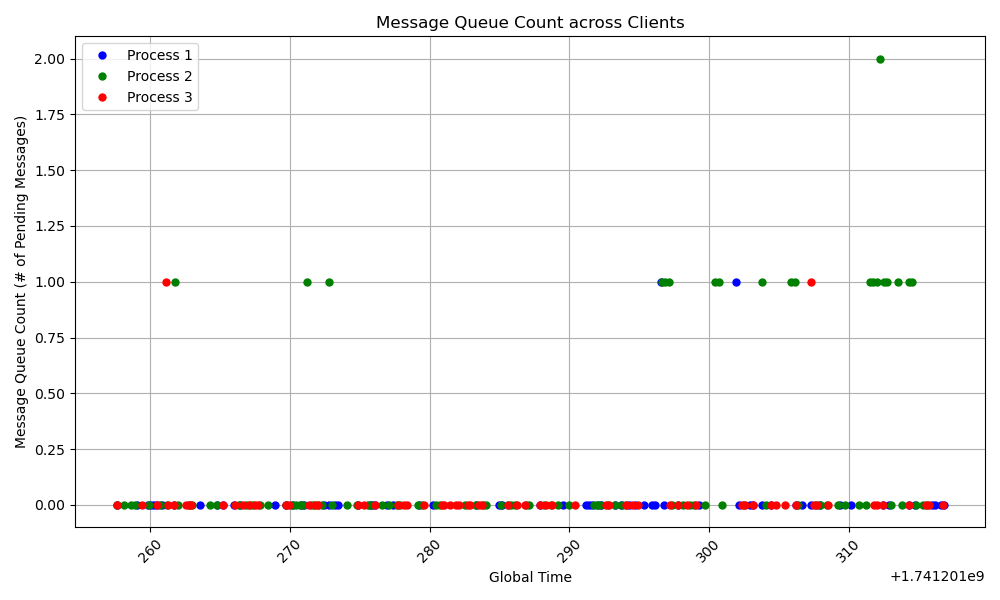 Message Queue Count across Clients
Process 1
Process 2
Process 3
Message Queue Count (# of Pending Messages)
2.00
1.75
1.50
1.25
1.00
0.75
0.50
0.25
0.00
260
270
280
290
300
310
Global Time
+1.741201e9